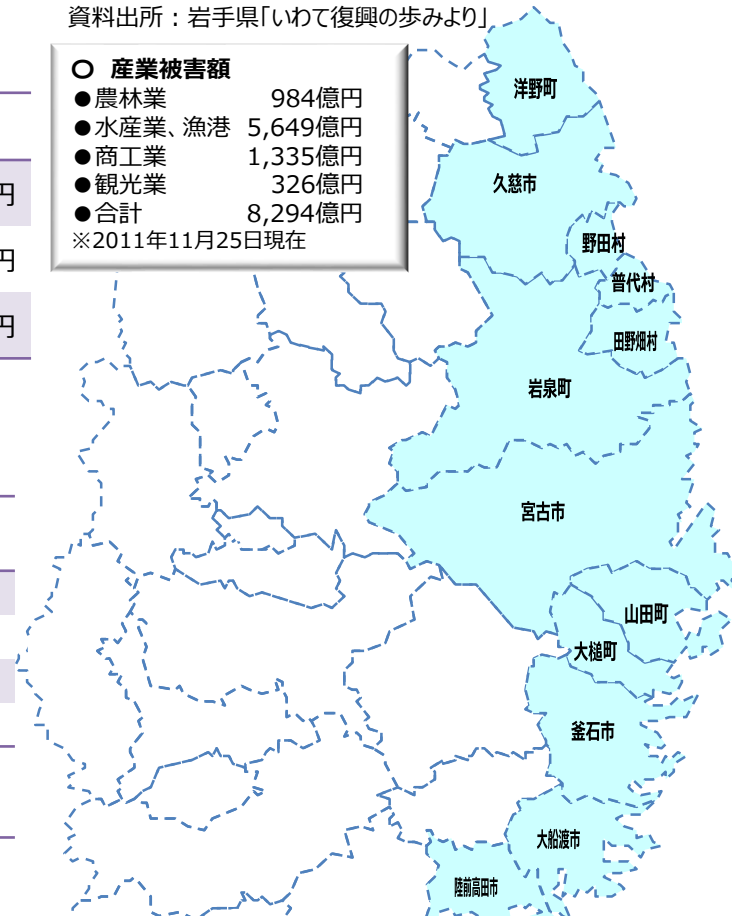 資料出所：岩手県「いわて復興の歩みより」
〇 産業被害額
●農林業 984億円
●水産業、漁港 5,649億円
●商工業 1,335億円
●観光業 326億円
●合計 8,294億円
※2011年11月25日現在
円
円
円
洋野町
久慈市
野田村
普代村
田野畑村
岩泉町
宮古市
山田町
大槌町
釜石市
大船渡市
陸前高田市